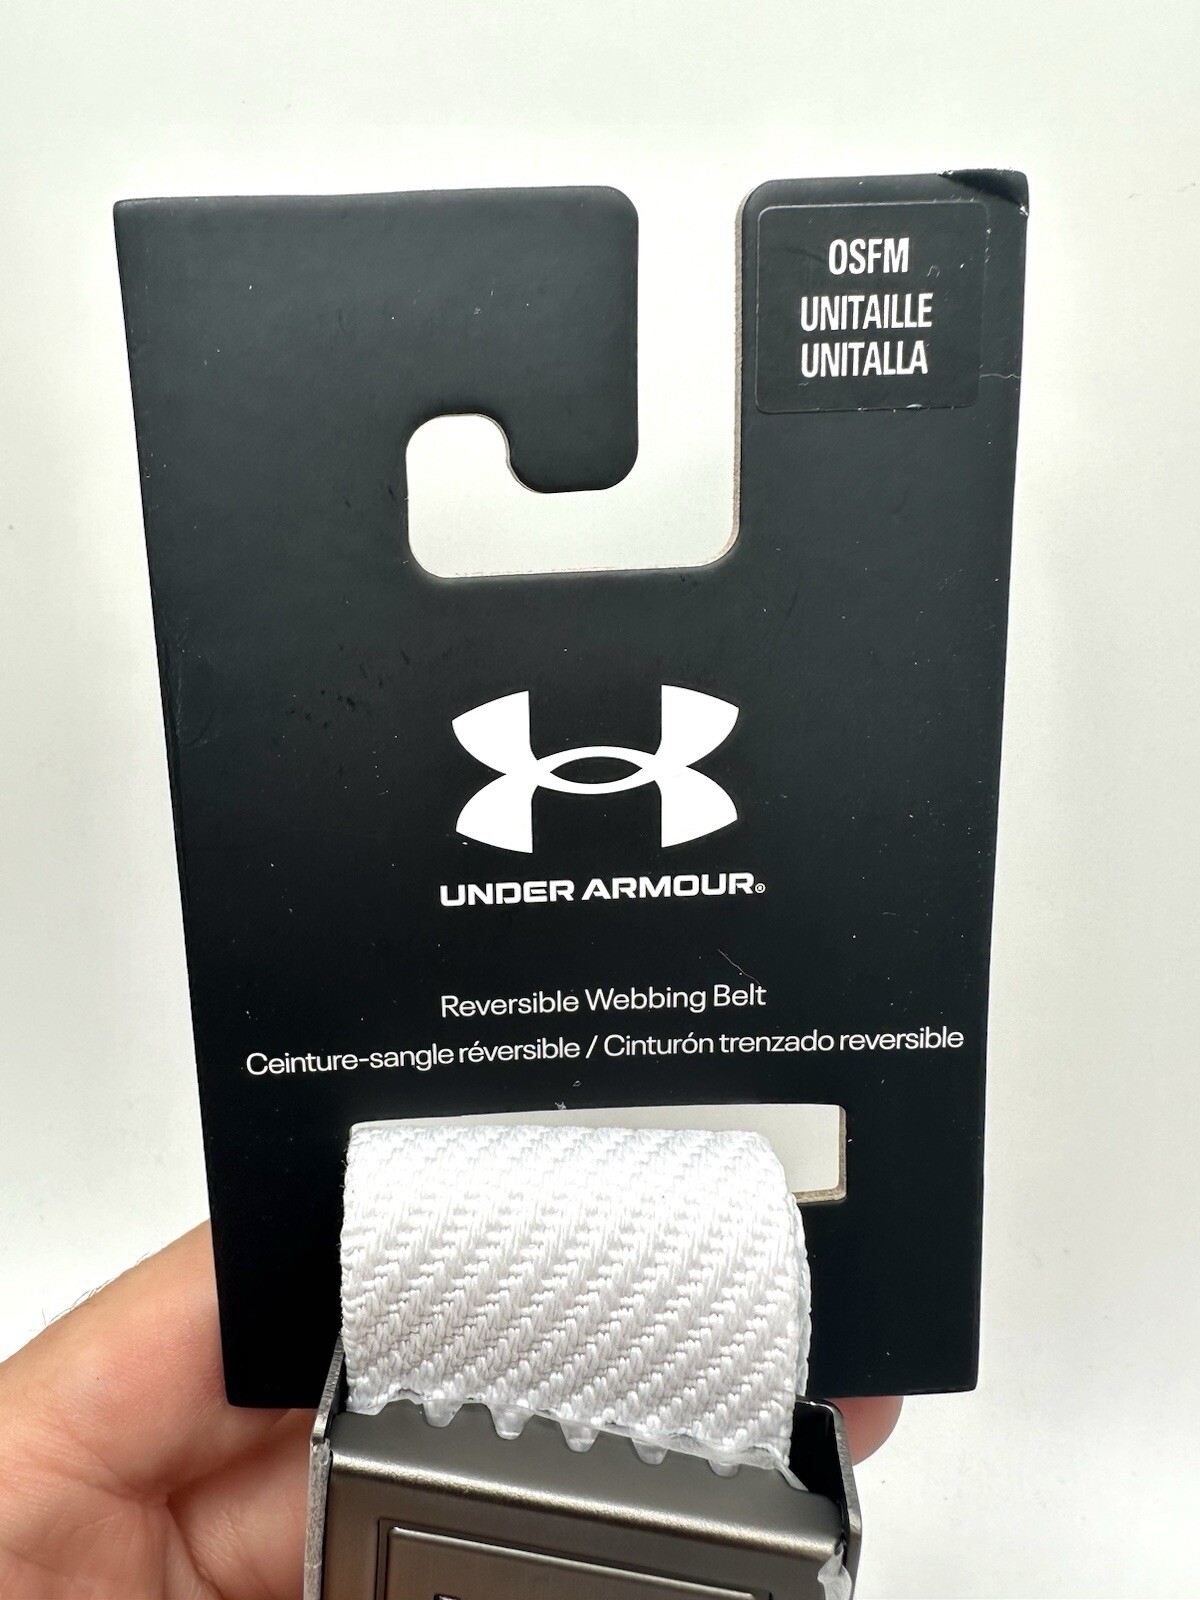 OSFM
UNITAILLE
UNITALLA
UNDER ARMOUR®
Reversible Webbing Belt
Ceinture-sangle réversible / Cinturón trenzado reversible